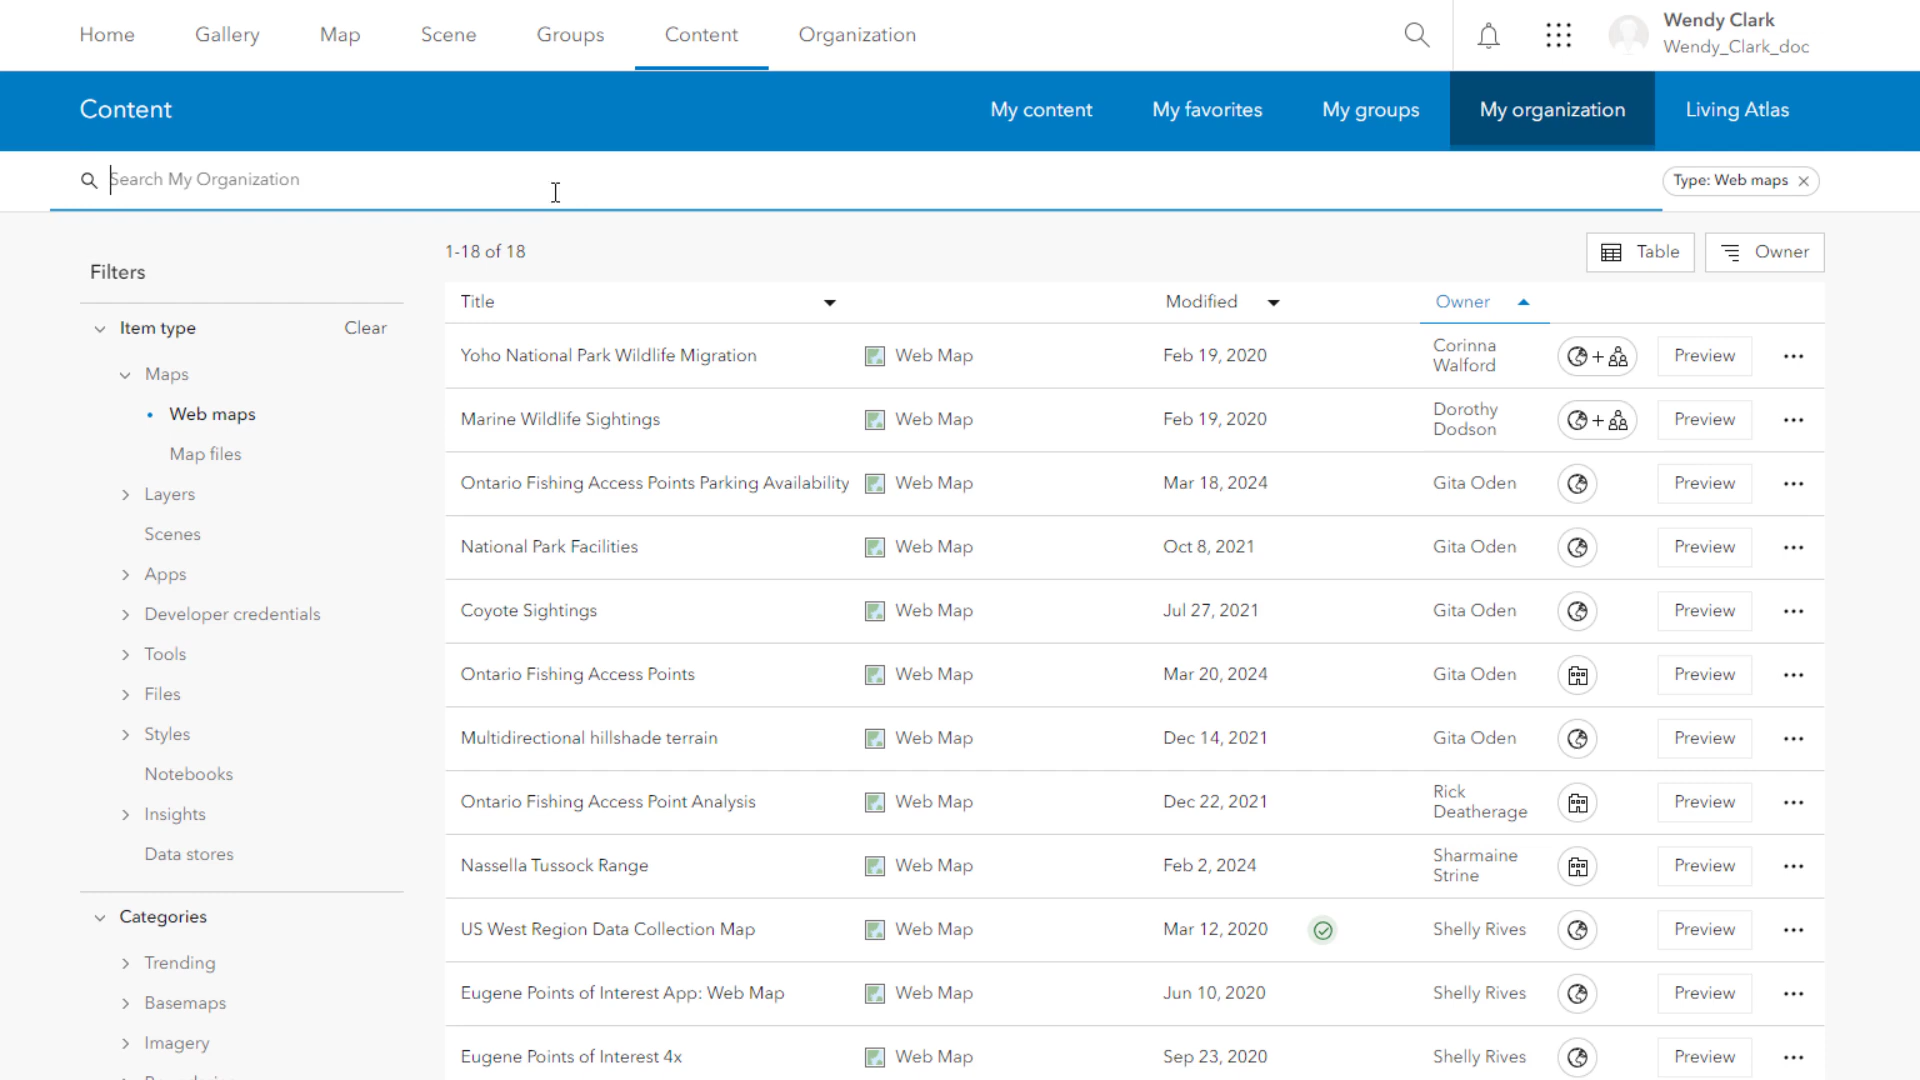 Home Gallery Map Scene Groups Content Organization
Wendy Clark
Wendy_Clark_doc
Content My content My favorites My groups My organization Living Atlas
Search My Organization Type: Web maps
1-18 of 18 Table Owner
Filters
Item type Clear
Maps
Web maps
Map files
Layers
Scenes
Apps
Developer credentials
Tools
Files
Styles
Notebooks
Insights
Data stores
Categories
Trending
Basemaps
Imagery
Title Modified Owner
Yoho National Park Wildlife Migration Web Map Feb 19, 2020 Corinna Walford Preview
Marine Wildlife Sightings Web Map Feb 19, 2020 Dorothy Dodson Preview
Ontario Fishing Access Points Parking Availability Web Map Mar 18, 2024 Gita Oden Preview
National Park Facilities Web Map Oct 8, 2021 Gita Oden Preview
Coyote Sightings Web Map Jul 27, 2021 Gita Oden Preview
Ontario Fishing Access Points Web Map Mar 20, 2024 Gita Oden Preview
Multidirectional hillshade terrain Web Map Dec 14, 2021 Gita Oden Preview
Ontario Fishing Access Point Analysis Web Map Dec 22, 2021 Rick Deatherage Preview
Nassella Tussock Range Web Map Feb 2, 2024 Sharmaine Strine Preview
US West Region Data Collection Map Web Map Mar 12, 2020 Shelly Rives Preview
Eugene Points of Interest App: Web Map Web Map Jun 10, 2020 Shelly Rives Preview
Eugene Points of Interest 4x Web Map Sep 23, 2020 Shelly Rives Preview